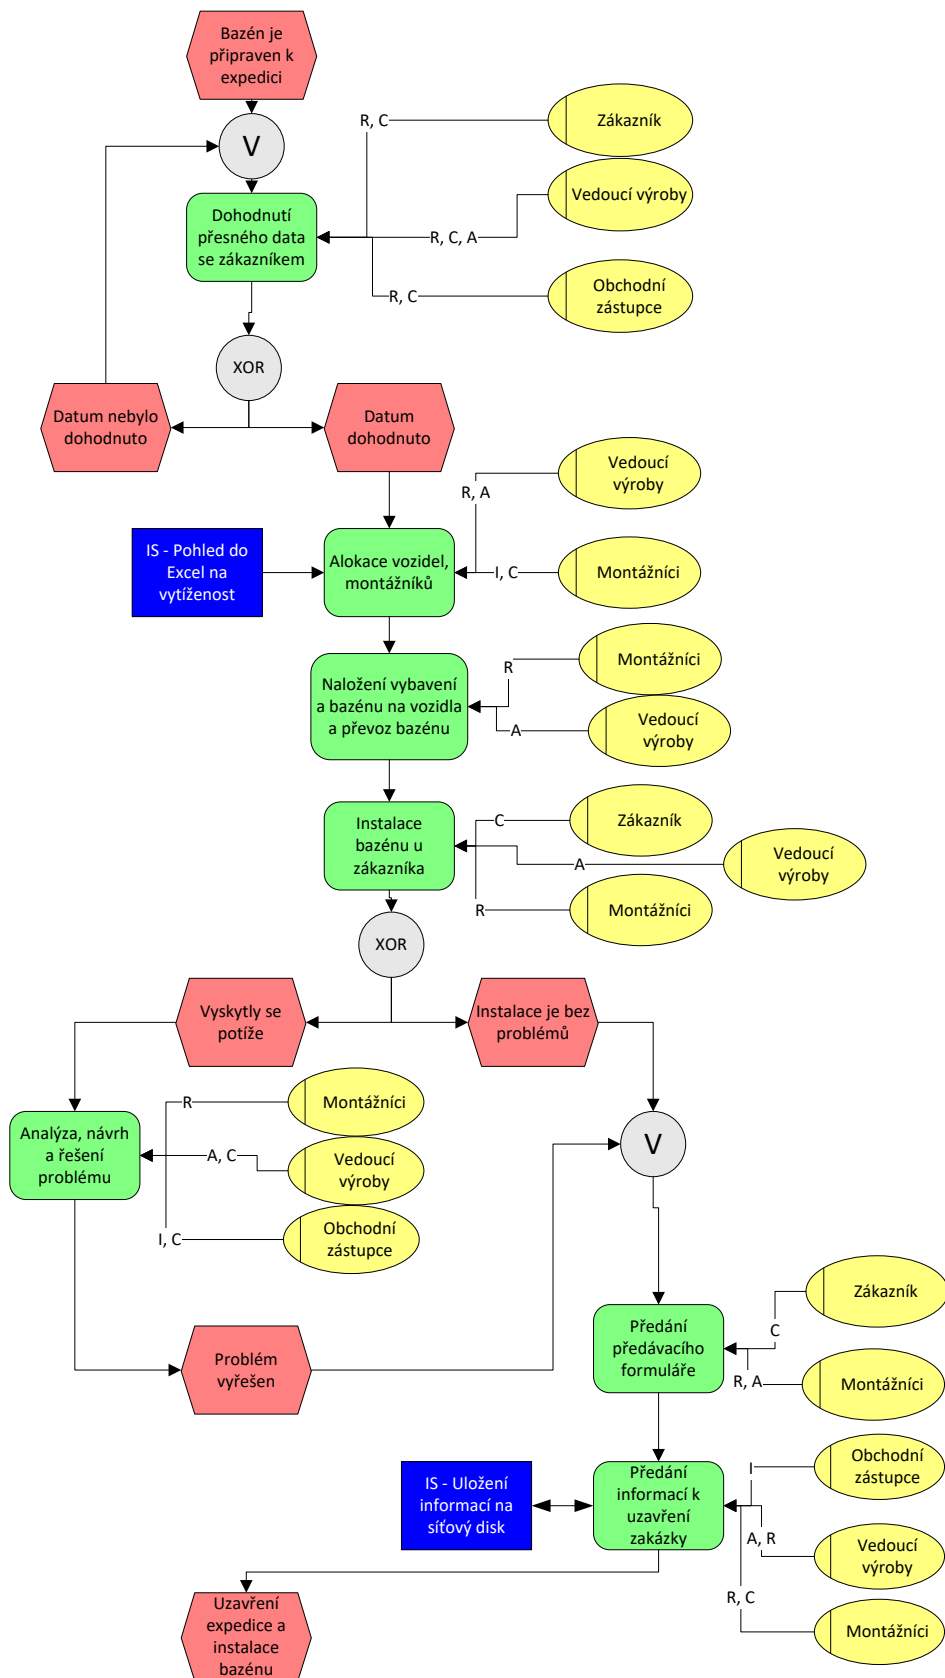 Bazén je
připraven k
expedici
V
R, C
Zákazník
Dohodnutí
přesného data
se zákazníkem
R, C, A
Vedoucí výroby
R, C
Obchodní
zástupce
XOR
Datum nebylo
dohodnuto
Datum
dohodnuto
R, A
Vedoucí
výroby
IS - Pohled do
Excel na
vytíženost
Alokace vozidel,
montážníků
I, C
Montážníci
Naložení vybavení
a bazénu na vozidla
a převoz bazénu
R
Montážníci
A
Vedoucí
výroby
Instalace
bazénu u
zákazníka
C
Zákazník
A
Vedoucí
výroby
R
Montážníci
XOR
Vyskytly se
potíže
Instalace je bez
problémů
Analýza, návrh
a řešení
problému
R
Montážníci
A, C
Vedoucí
výroby
I, C
Obchodní
zástupce
V
Problém
vyřešen
Předání
předávacího
formuláře
C
Zákazník
R, A
Montážníci
IS - Uložení
informací na
síťový disk
Předání
informací k
uzavření
zakázky
I
Obchodní
zástupce
A, R
Vedoucí
výroby
R, C
Montážníci
Uzavření
expedice a
instalace
bazénu